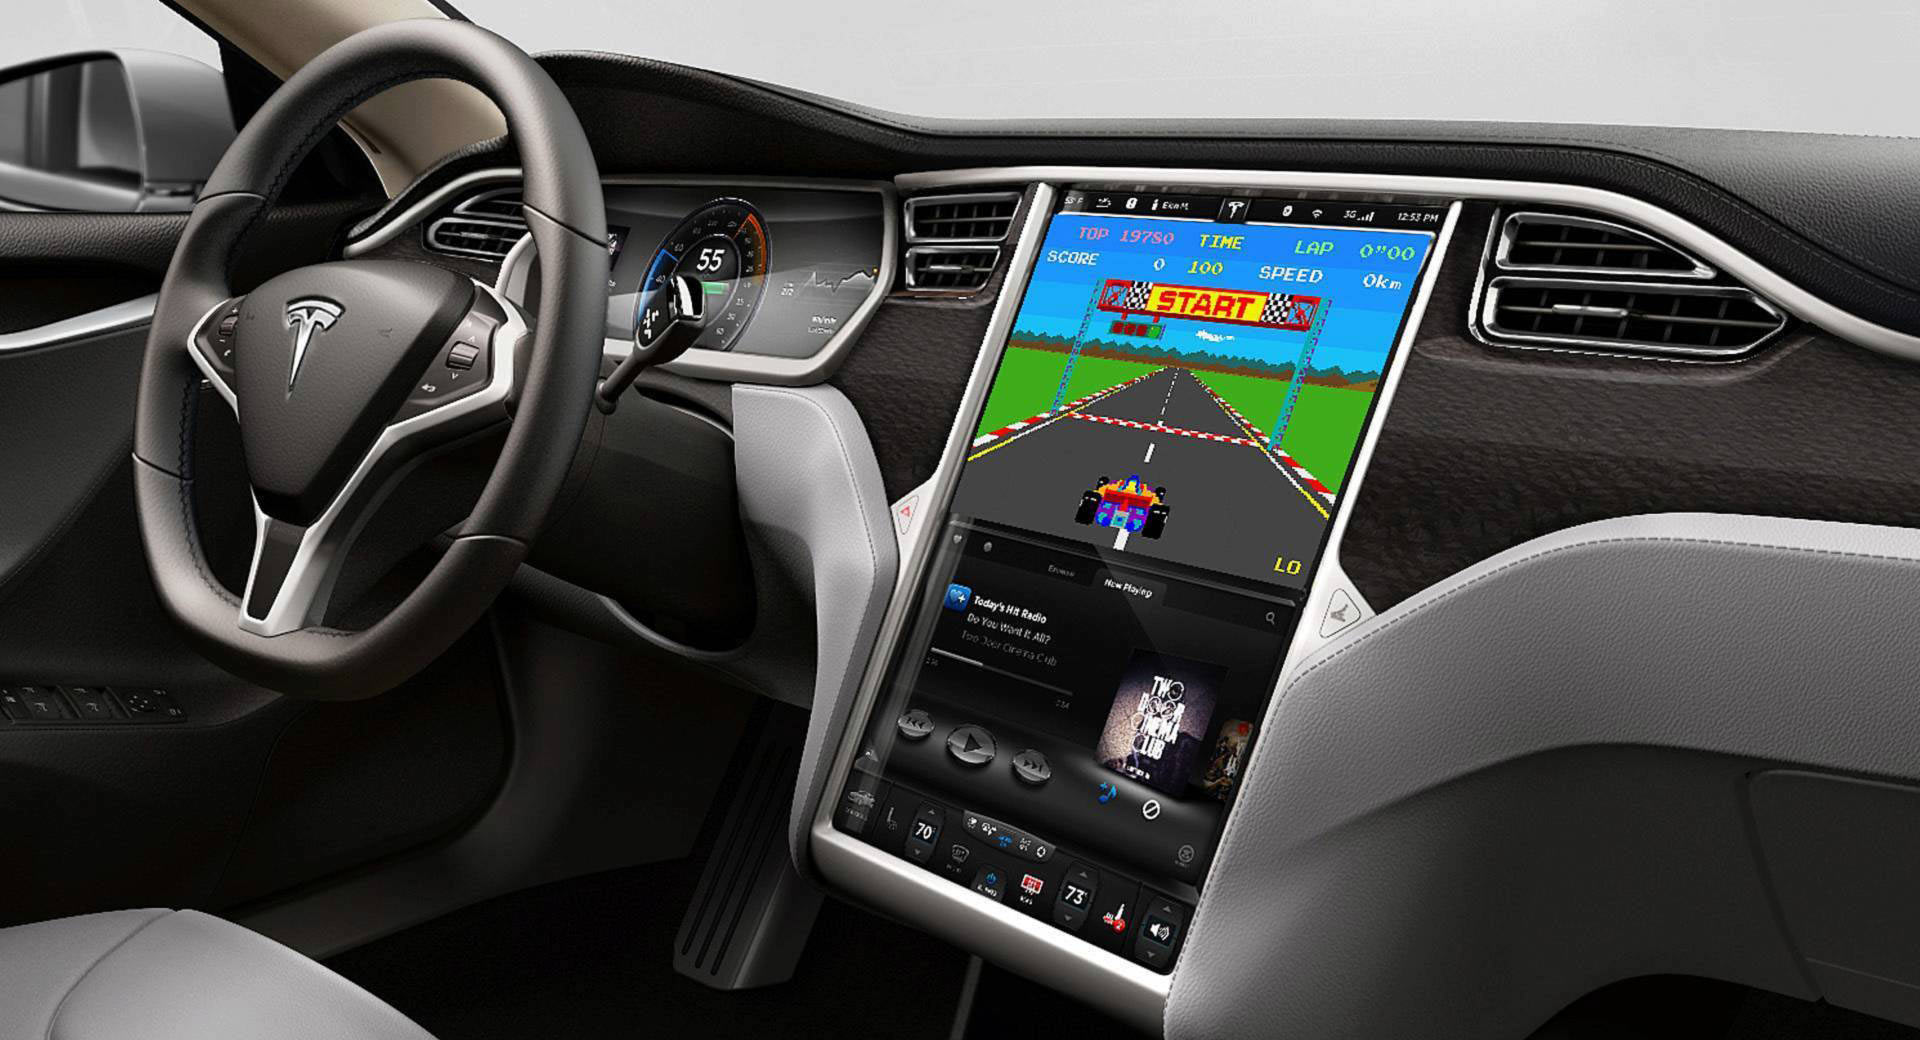 55
53°F
3G
12:53 PM
TOP 19780 TIME LAP 0"00
SCORE 0 100 SPEED 0km
START
LO
Browse
Now Playing
Today's Hit Radio
Do You Want It All?
Two Door Cinema Club
TWO
DOOR
CINEMA
CLUB
70°
73°